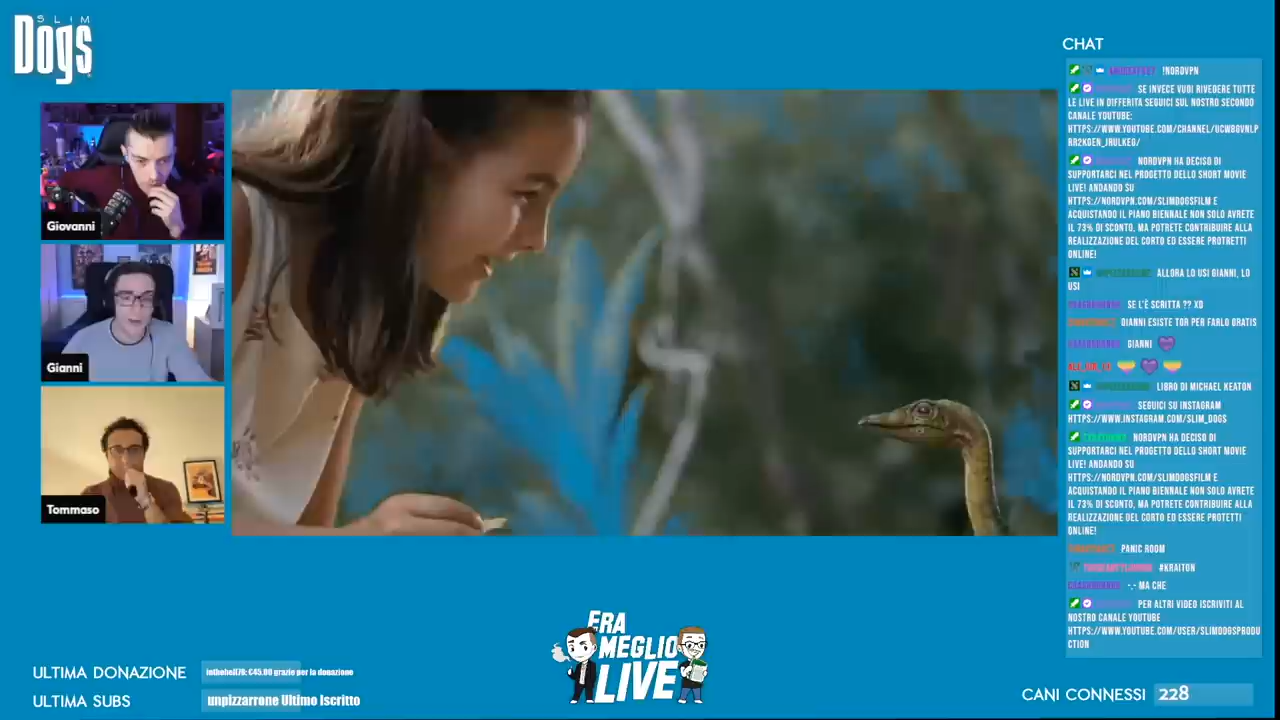 SLIM
Dogs
Giovanni
Gianni
Tommaso
CHAT
!NORDVPN
SE INVECE VUOI RIVEDERE TUTTE
LE LIVE IN DIFFERITA SEGUICI SUL NOSTRO SECONDO
CANALE YOUTUBE:
NORDVPN HA DECISO DI
SUPPORTARCI NEL PROGETTO DELLO SHORT MOVIE
LIVE! ANDANDO SU
HTTPS://NORDVPN.COM/SLIMDOGSFILM E
ACQUISTANDO IL PIANO BIENNALE NON SOLO AVRETE
IL 73% DI SCONTO, MA POTRETE CONTRIBUIRE ALLA
REALIZZAZIONE DEL CORTO ED ESSERE PROTRETTI
ONLINE!
ALLORA LO USI GIANNI, LO
USI
SE L'È SCRITTA ?? XD
GIANNI ESISTE TOR PER FARLO GRATIS
GIANNI
LIBRO DI MICHAEL KEATON
SEGUICI SU INSTAGRAM
HTTPS://WWW.INSTAGRAM.COM/SLIM_DOGS
NORDVPN HA DECISO DI
SUPPORTARCI NEL PROGETTO DELLO SHORT MOVIE
LIVE! ANDANDO SU
HTTPS://NORDVPN.COM/SLIMDOGSFILM E
ACQUISTANDO IL PIANO BIENNALE NON SOLO AVRETE
IL 73% DI SCONTO, MA POTRETE CONTRIBUIRE ALLA
REALIZZAZIONE DEL CORTO ED ESSERE PROTETTI
ONLINE!
PANIC ROOM
#KRAITON
-.- MA CHE
PER ALTRI VIDEO ISCRIVITI AL
NOSTRO CANALE YOUTUBE
HTTPS://WWW.YOUTUBE.COM/USER/SLIMDOGSPRODU
CTION
ERA
MEGLIO
LIVE
ULTIMA DONAZIONE
€45.00 grazie per la donazione
ULTIMA SUBS
unpizzarrone Ultimo Iscritto
CANI CONNESSI 228